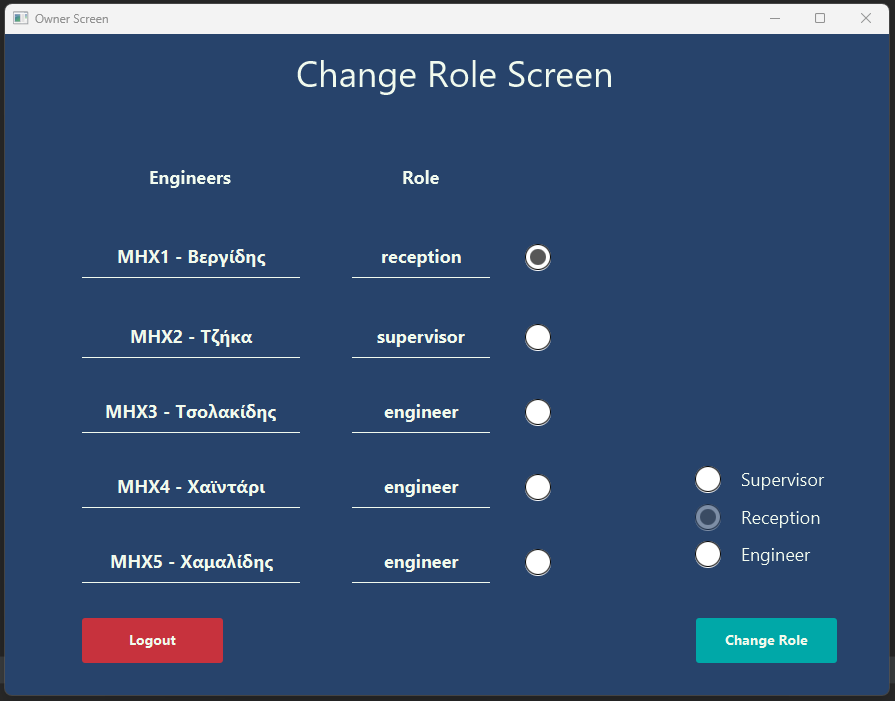 Owner Screen
Change Role Screen
Engineers Role
ΜΗΧ1 - Βεργίδης reception
ΜΗΧ2 - Τζήκα supervisor
ΜΗΧ3 - Τσολακίδης engineer
ΜΗΧ4 - Χαϊντάρι engineer
Supervisor
Reception
Engineer
ΜΗΧ5 - Χαμαλίδης engineer
Logout
Change Role